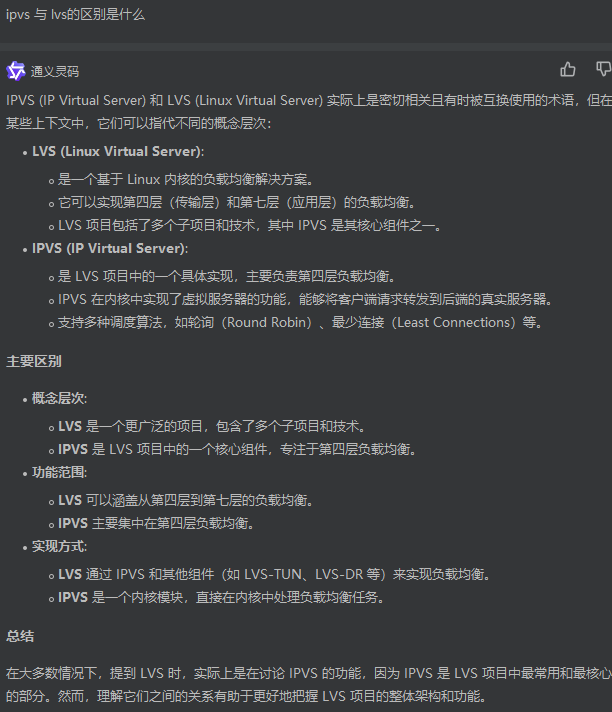 ipvs 与 lvs的区别是什么
通义灵码
IPVS (IP Virtual Server) 和 LVS (Linux Virtual Server) 实际上是密切相关且有时被互换使用的术语，但在
某些上下文中，它们可以指代不同的概念层次：
• LVS (Linux Virtual Server):
○ 是一个基于 Linux 内核的负载均衡解决方案。
○ 它可以实现第四层（传输层）和第七层（应用层）的负载均衡。
○ LVS 项目包括了多个子项目和技术，其中 IPVS 是其核心组件之一。
• IPVS (IP Virtual Server):
○ 是 LVS 项目中的一个具体实现，主要负责第四层负载均衡。
○ IPVS 在内核中实现了虚拟服务器的功能，能够将客户端请求转发到后端的真实服务器。
○ 支持多种调度算法，如轮询（Round Robin）、最少连接（Least Connections）等。
主要区别
• 概念层次:
○ LVS 是一个更广泛的项目，包含了多个子项目和技术。
○ IPVS 是 LVS 项目中的一个核心组件，专注于第四层负载均衡。
• 功能范围:
○ LVS 可以涵盖从第四层到第七层的负载均衡。
○ IPVS 主要集中在第四层负载均衡。
• 实现方式:
○ LVS 通过 IPVS 和其他组件（如 LVS-TUN、LVS-DR 等）来实现负载均衡。
○ IPVS 是一个内核模块，直接在内核中处理负载均衡任务。
总结
在大多数情况下，提到 LVS 时，实际上是在讨论 IPVS 的功能，因为 IPVS 是 LVS 项目中最常用和最核心
的部分。然而，理解它们之间的关系有助于更好地把握 LVS 项目的整体架构和功能。